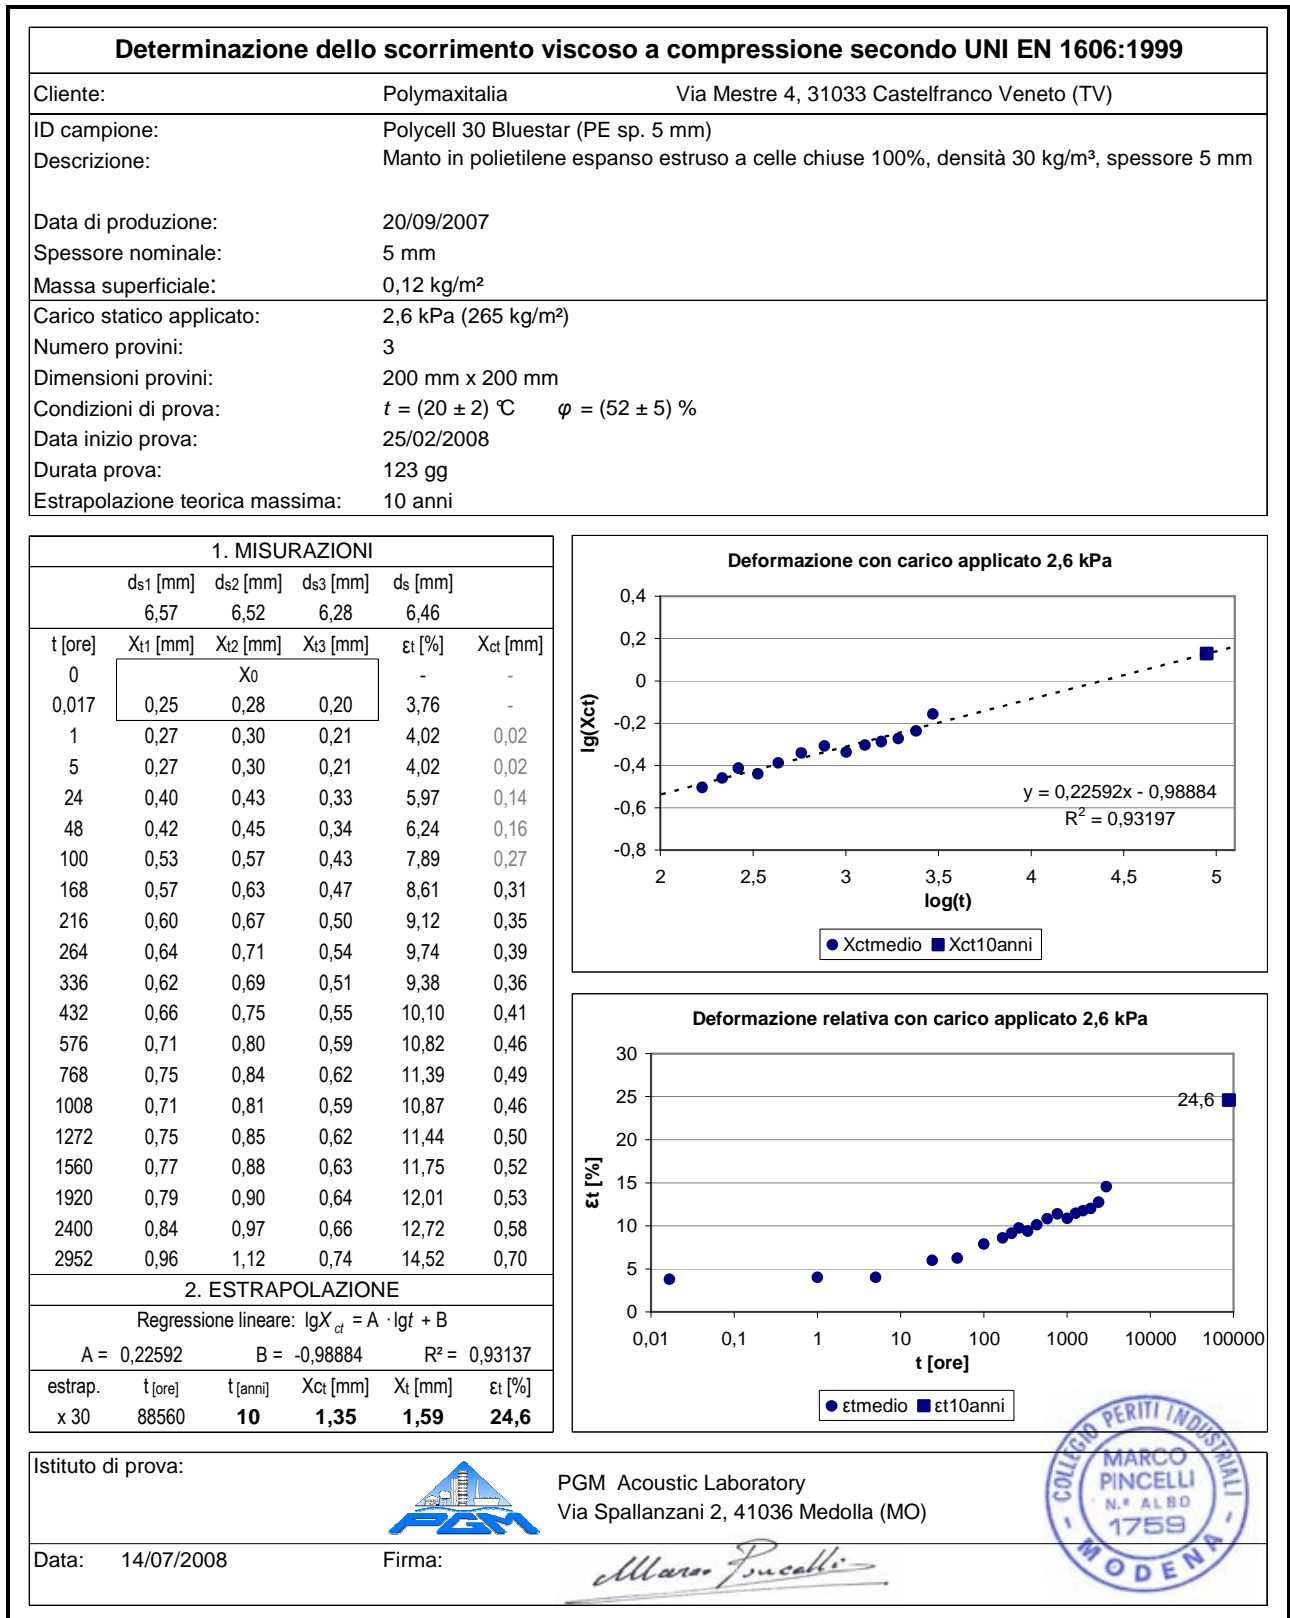 Determinazione dello scorrimento viscoso a compressione secondo UNI EN 1606:1999
Cliente: Polymaxitalia Via Mestre 4, 31033 Castelfranco Veneto (TV)
ID campione: Polycell 30 Bluestar (PE sp. 5 mm)
Descrizione: Manto in polietilene espanso estruso a celle chiuse 100%, densità 30 kg/m³, spessore 5 mm
Data di produzione: 20/09/2007
Spessore nominale: 5 mm
Massa superficiale: 0,12 kg/m²
Carico statico applicato: 2,6 kPa (265 kg/m²)
Numero provini: 3
Dimensioni provini: 200 mm x 200 mm
Condizioni di prova: t = (20 ± 2) °C φ = (52 ± 5) %
Data inizio prova: 25/02/2008
Durata prova: 123 gg
Estrapolazione teorica massima: 10 anni
1. MISURAZIONI
ds1 [mm] ds2 [mm] ds3 [mm] ds [mm]
6,57 6,52 6,28 6,46
t [ore] Xt1 [mm] Xt2 [mm] Xt3 [mm] εt [%] Xct [mm]
0 X0 - -
0,017 0,25 0,28 0,20 3,76 -
1 0,27 0,30 0,21 4,02 0,02
5 0,27 0,30 0,21 4,02 0,02
24 0,40 0,43 0,33 5,97 0,14
48 0,42 0,45 0,34 6,24 0,16
100 0,53 0,57 0,43 7,89 0,27
168 0,57 0,63 0,47 8,61 0,31
216 0,60 0,67 0,50 9,12 0,35
264 0,64 0,71 0,54 9,74 0,39
336 0,62 0,69 0,51 9,38 0,36
432 0,66 0,75 0,55 10,10 0,41
576 0,71 0,80 0,59 10,82 0,46
768 0,75 0,84 0,62 11,39 0,49
1008 0,71 0,81 0,59 10,87 0,46
1272 0,75 0,85 0,62 11,44 0,50
1560 0,77 0,88 0,63 11,75 0,52
1920 0,79 0,90 0,64 12,01 0,53
2400 0,84 0,97 0,66 12,72 0,58
2952 0,96 1,12 0,74 14,52 0,70
2. ESTRAPOLAZIONE
Regressione lineare: lgXct = A · lgt + B
A = 0,22592 B = -0,98884 R² = 0,93137
estrap. t [ore] t [anni] Xct [mm] Xt [mm] εt [%]
x 30 88560 10 1,35 1,59 24,6
Deformazione con carico applicato 2,6 kPa
0,4
0,2
0
-0,2
-0,4
-0,6
-0,8
lg(Xct)
y = 0,22592x - 0,98884
R² = 0,93197
2 2,5 3 3,5 4 4,5 5
log(t)
Xctmedio Xct10anni
Deformazione relativa con carico applicato 2,6 kPa
30
25
20
15
10
5
0
εt [%]
24,6
0,01 0,1 1 10 100 1000 10000 100000
t [ore]
εtmedio εt10anni
Istituto di prova: PGM PGM Acoustic Laboratory
Via Spallanzani 2, 41036 Medolla (MO)
Data: 14/07/2008 Firma: Marco Pincelli
COLLEGIO PERITI INDUSTRIALI
MARCO
PINCELLI
N.° ALBO
1759
- MODENA -